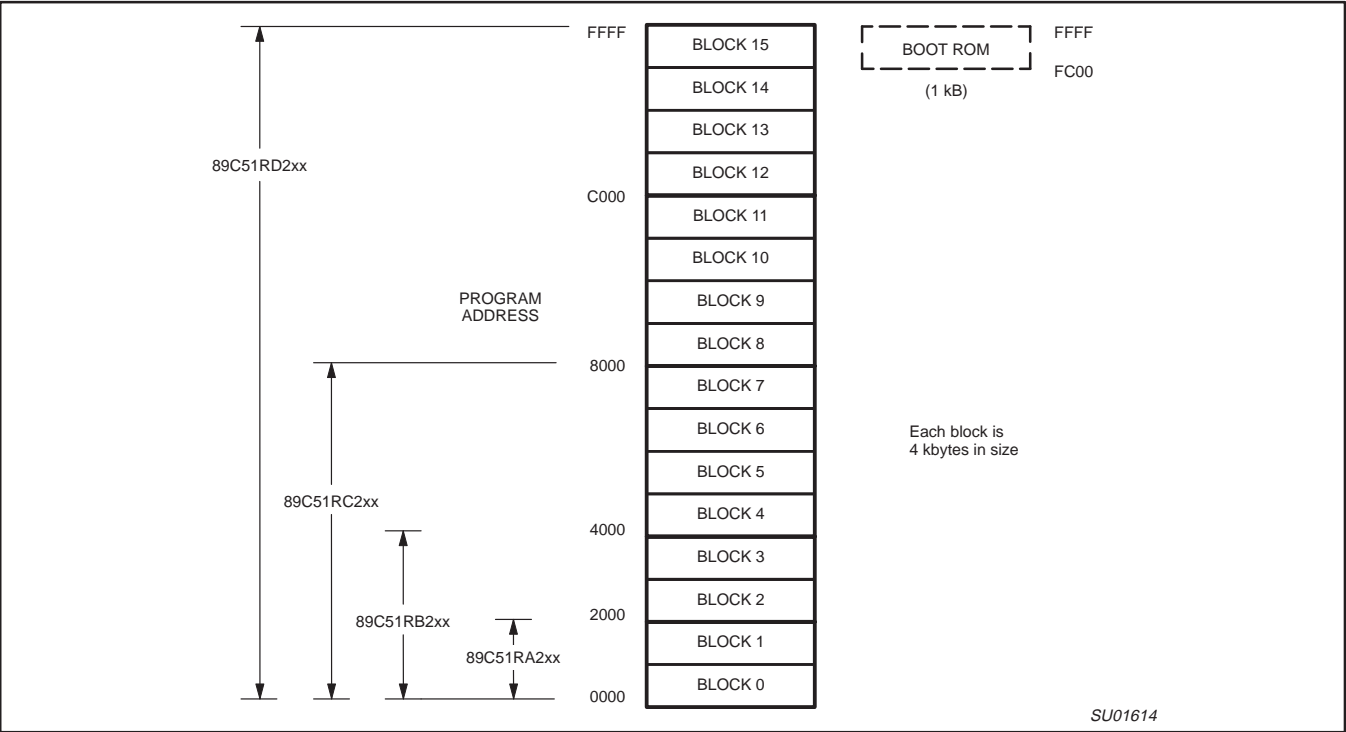 FFFF
BLOCK 15
BOOT ROM
FFFF
FC00
(1 kB)
BLOCK 14
BLOCK 13
89C51RD2xx
BLOCK 12
C000
BLOCK 11
BLOCK 10
PROGRAM
ADDRESS
BLOCK 9
BLOCK 8
8000
BLOCK 7
BLOCK 6
Each block is
4 kbytes in size
BLOCK 5
89C51RC2xx
BLOCK 4
4000
BLOCK 3
BLOCK 2
2000
89C51RB2xx
BLOCK 1
89C51RA2xx
BLOCK 0
0000
SU01614